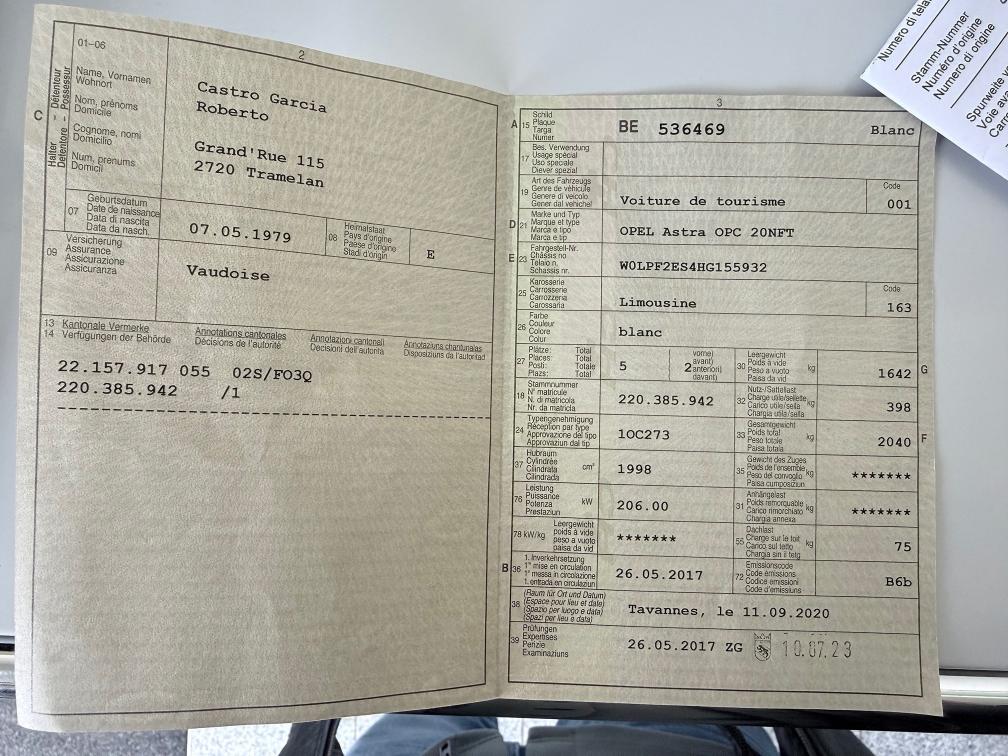 2
01–06
C
Halter – Détenteur
Detentore – Possessur
Name, Vornamen
Wohnort
Nom, prénoms
Domicile
Cognome, nomi
Domicilio
Num, prenums
Domicil
Castro Garcia
Roberto
Grand'Rue 115
2720 Tramelan
07
Geburtsdatum
Date de naissance
Data di nascita
Data da nasch.
07.05.1979
08
Heimatstaat
Pays d'origine
Paese d'origine
Stadi d'origin
E
09
Versicherung
Assurance
Assicurazione
Assicuranza
Vaudoise
13 Kantonale Vermerke Annotations cantonales Annotazioni cantonali Annotaziuns chantunalas
14 Verfügungen der Behörde Décisions de l'autorité Decisioni dell'autorità Disposiziuns da l'autoritad
22.157.917 055 02S/FO3Q
220.385.942 /1
3
A 15
Schild
Plaque
Targa
Numer
BE 536469 Blanc
17
Bes. Verwendung
Usage spécial
Uso speciale
Diever spezial
19
Art des Fahrzeugs
Genre de véhicule
Genere di veicolo
Gener dal vehichel
Voiture de tourisme
Code
001
D 21
Marke und Typ
Marque et type
Marca e tipo
Marca e tip
OPEL Astra OPC 20NFT
E 23
Fahrgestell-Nr.
Châssis no
Telaio n.
Schassis nr.
W0LPF2ES4HG155932
25
Karosserie
Carrosserie
Carrozzeria
Carossaria
Limousine
Code
163
26
Farbe
Couleur
Colore
Colur
blanc
27
Plätze: Total
Places: Total
Posti: Totale
Plazs: Total
5
2
vorne)
avant)
anteriori)
davant)
30
Leergewicht
Poids à vide
Peso a vuoto
Paisa da vid
kg
1642
G
18
Stammnummer
N° matricule
N. di matricola
Nr. da matricla
220.385.942
32
Nutz-/Sattellast
Charge utile/sellette
Carico utile/sella
Chargia utila/sella
kg
398
24
Typengenehmigung
Réception par type
Approvazione del tipo
Approvaziun dal tip
1OC273
33
Gesamtgewicht
Poids total
Peso totale
Paisa totala
kg
2040
F
37
Hubraum
Cylindrée
Cilindrata
Cilindrada
cm³
1998
35
Gewicht des Zuges
Poids de l'ensemble
Peso del convoglio
Paisa cumposiziun
kg
*******
76
Leistung
Puissance
Potenza
Prestaziun
kW
206.00
31
Anhängelast
Poids remorquable
Carico rimorchiato
Chargia annexa
kg
*******
78 kW/kg
Leergewicht
poids à vide
peso a vuoto
paisa da vid
*******
55
Dachlast
Charge sur le toit
Carico sul tetto
Chargia sin il tetg
kg
75
B 36
1. Inverkehrsetzung
1re mise en circulation
1a messa in circolazione
1. entrada en circulaziun
26.05.2017
72
Emissionscode
Code émissions
Codice emissioni
Code d'emissiuns
B6b
38
(Raum für Ort und Datum)
(Espace pour lieu et date)
(Spazio per luogo e data)
(Spazi per lieu e data)
Tavannes, le 11.09.2020
39
Prüfungen
Expertises
Perizie
Examinaziuns
26.05.2017 ZG 10.07.23
Numero di
Stamm-Nummer
Numéro d'origine
Numero di origine
Spurweite
Voie